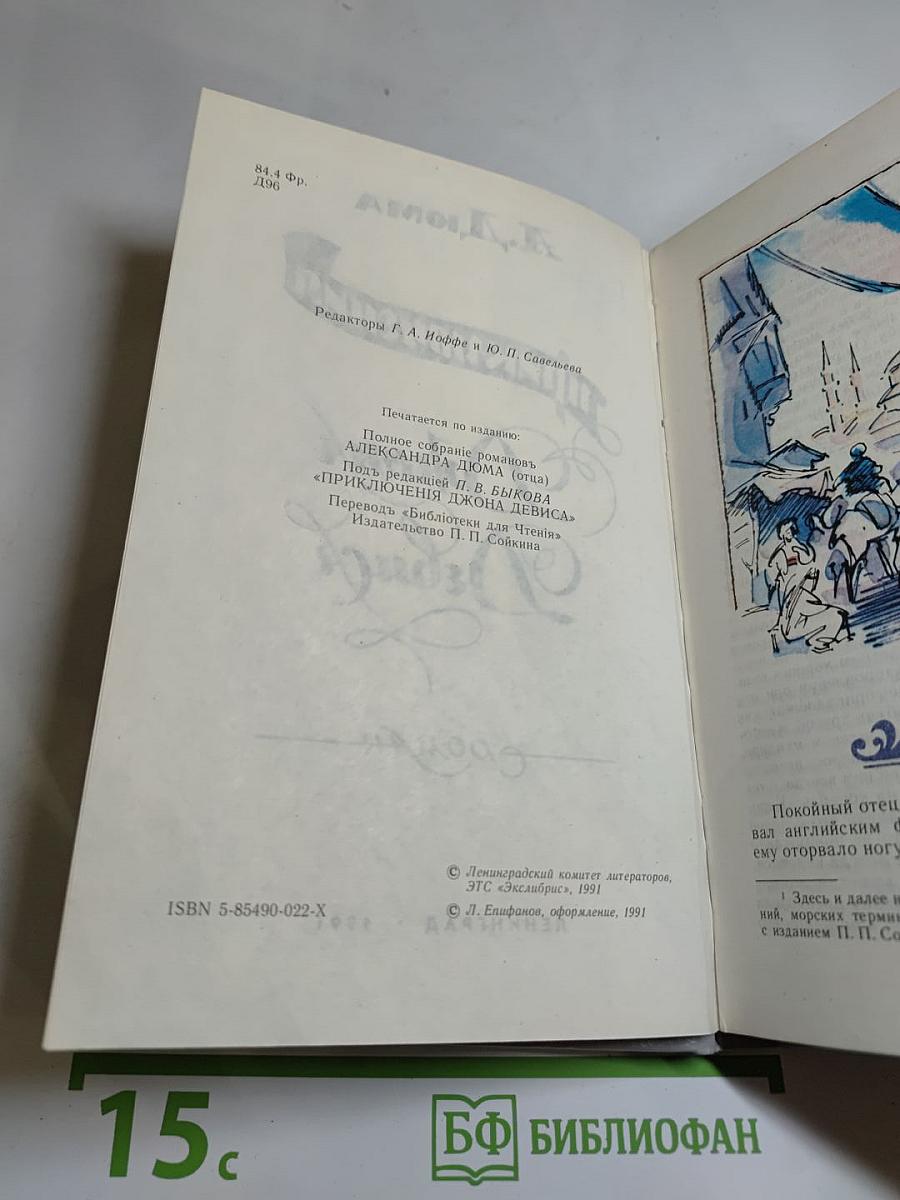 84.4 Фр.
Д96
Редакторы Г. А. Иоффе и Ю. П. Савельева
Печатается по изданию:
Полное собраніе романовъ
АЛЕКСАНДРА ДЮМА (отца)
Подъ редакціей П. В. БЫКОВА
«ПРИКЛЮЧЕНІЯ ДЖОНА ДЕВИСА»
Переводъ «Библіотеки для Чтенія»
Издательство П. П. Сойкина
© Ленинградский комитет литераторов,
ЭТС «Экслибрис», 1991
ISBN 5-85490-022-X
© Л. Епифанов, оформление, 1991
Покойный отец
вал английским ф
ему оторвало ногу
1 Здесь и далее
ний, морских терми
с изданием П. П. Со
15 с
БФ БИБЛИОФАН